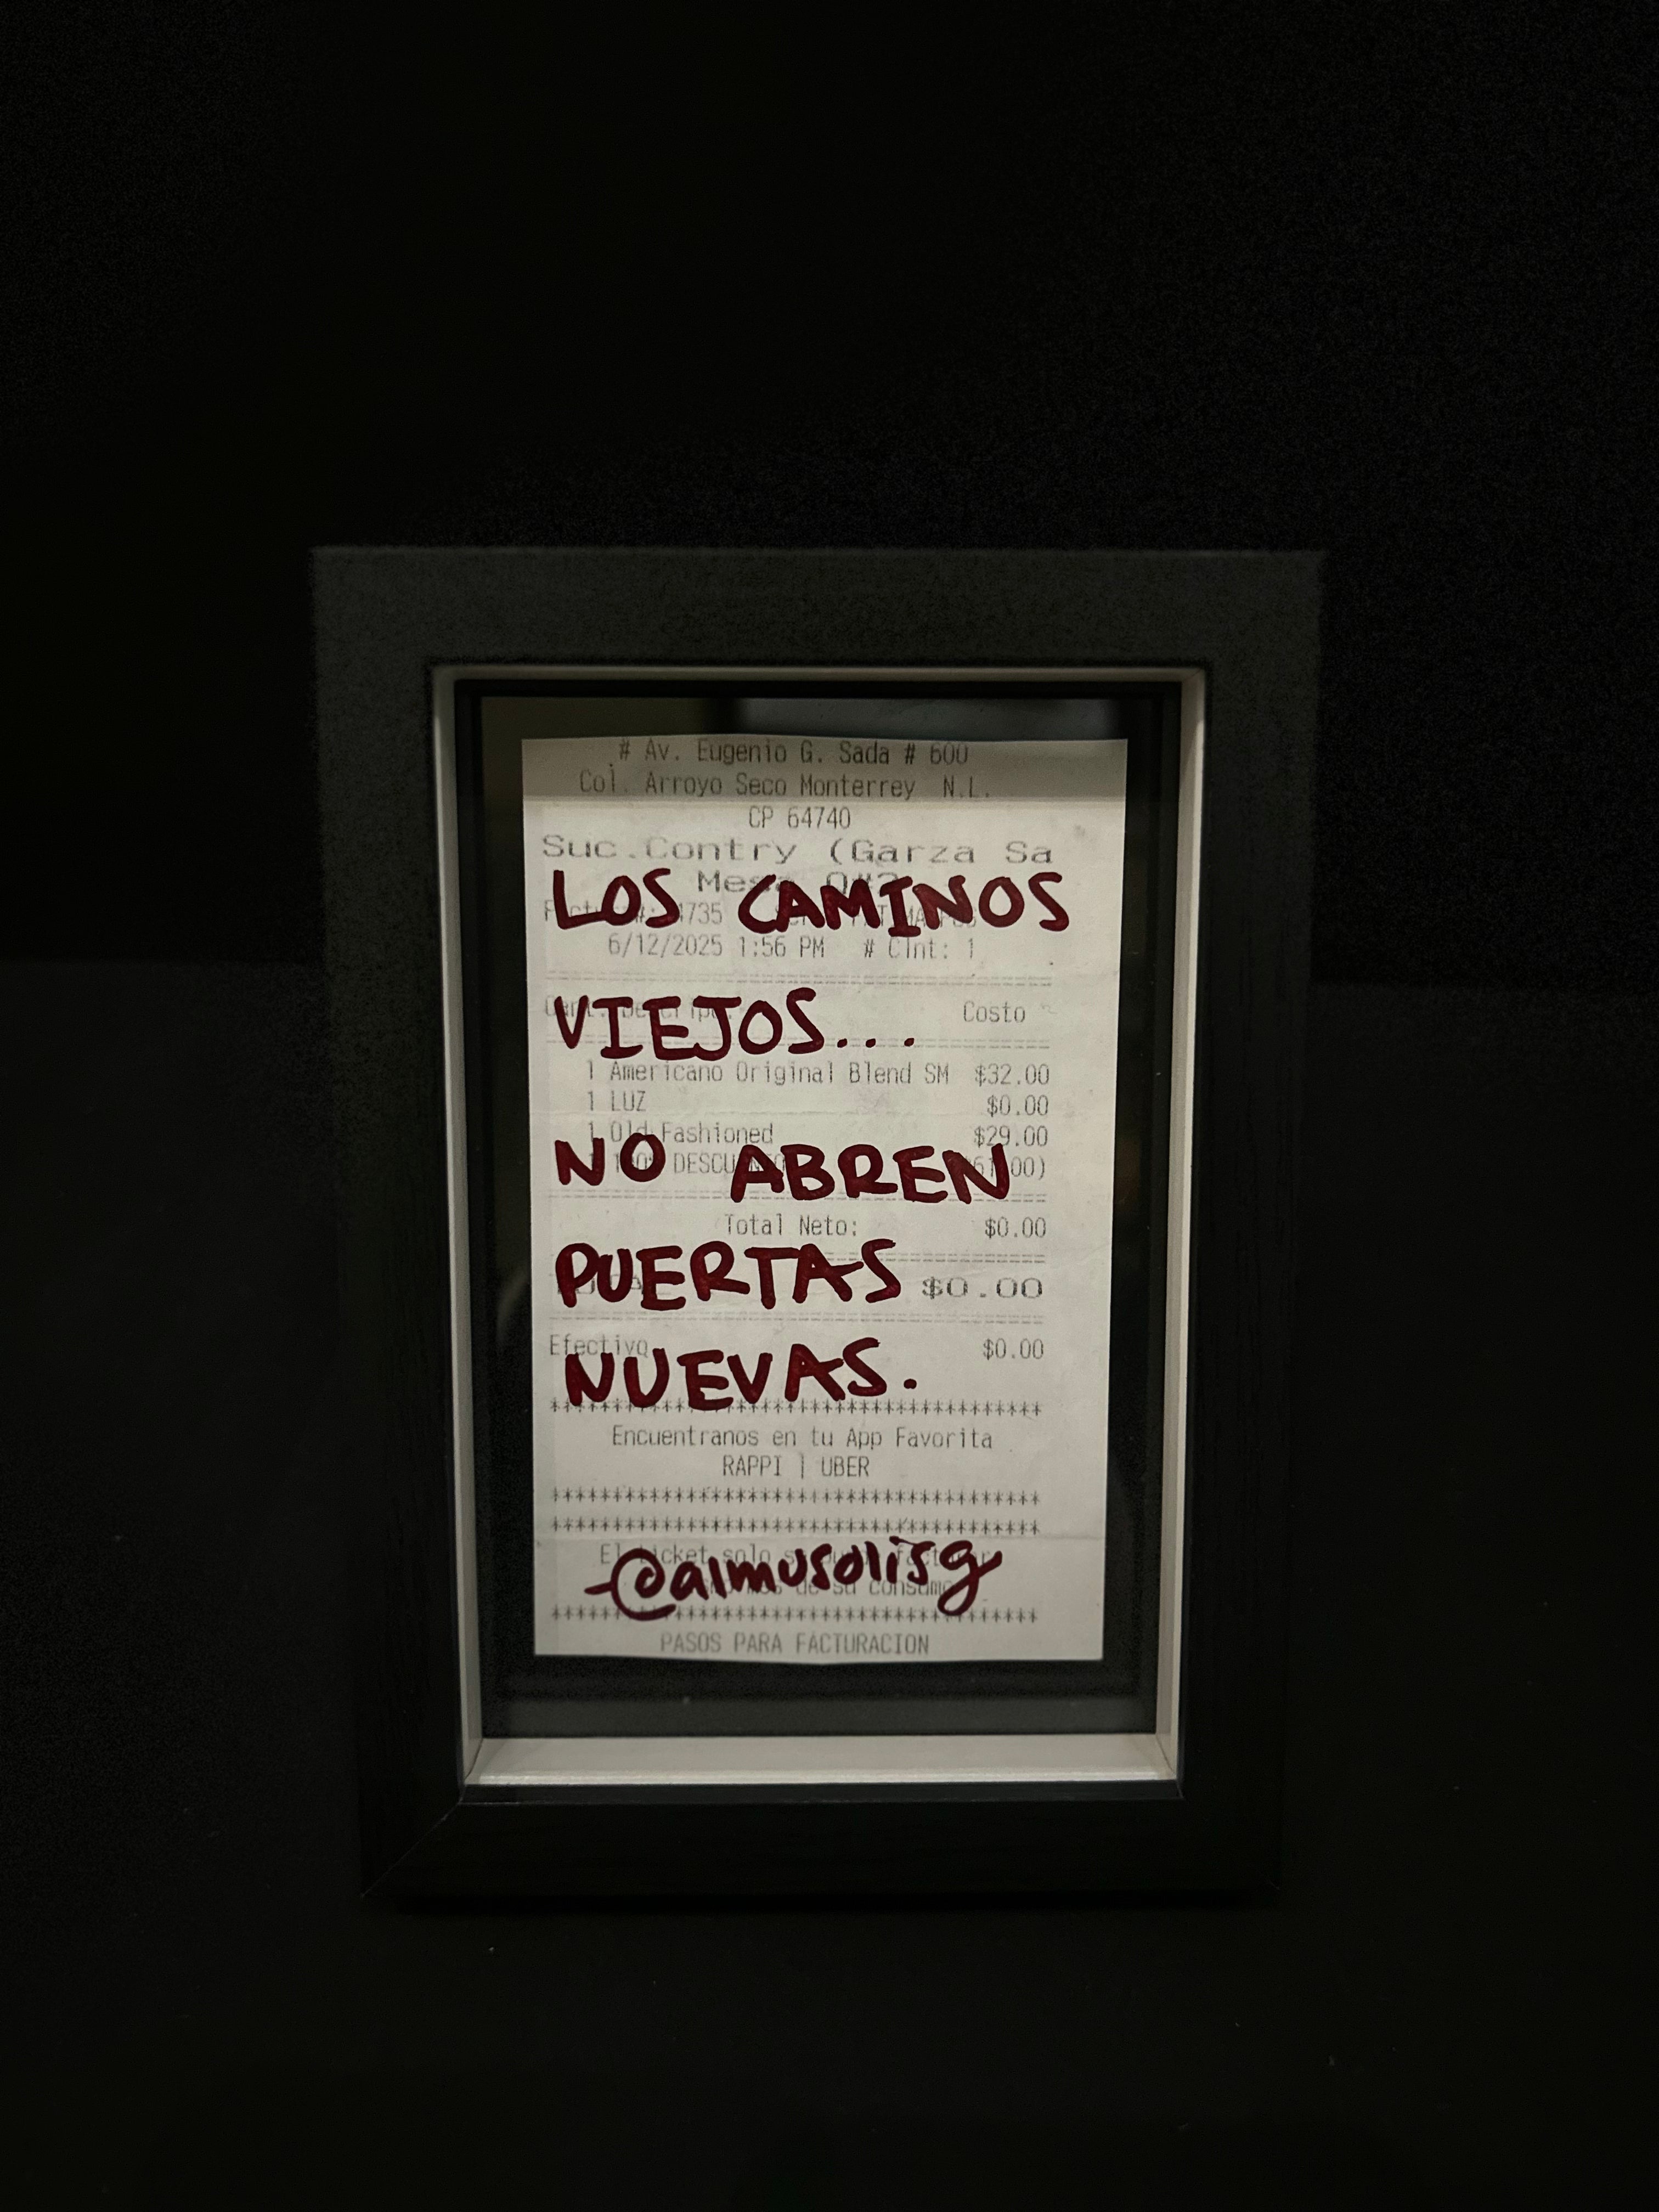 # Av. Eugenio G. Sada # 600
Col. Arroyo Seco Monterrey N.L.
CP 64740
Suc.Contry (Garza Sa
LOS CAMINOS
6/12/2025 1:56 PM # Clnt: 1
VIEJOS...
Costo
1 Americano Original Blend SM $32.00
1 LUZ $0.00
1 Old Fashioned $29.00
NO ABREN
Total Neto: $0.00
PUERTAS
$0.00
Efectivo $0.00
NUEVAS.
****************************************
Encuentranos en tu App Favorita
RAPPI | UBER
****************************************
****************************************
-@almusolisg
****************************************
PASOS PARA FACTURACION